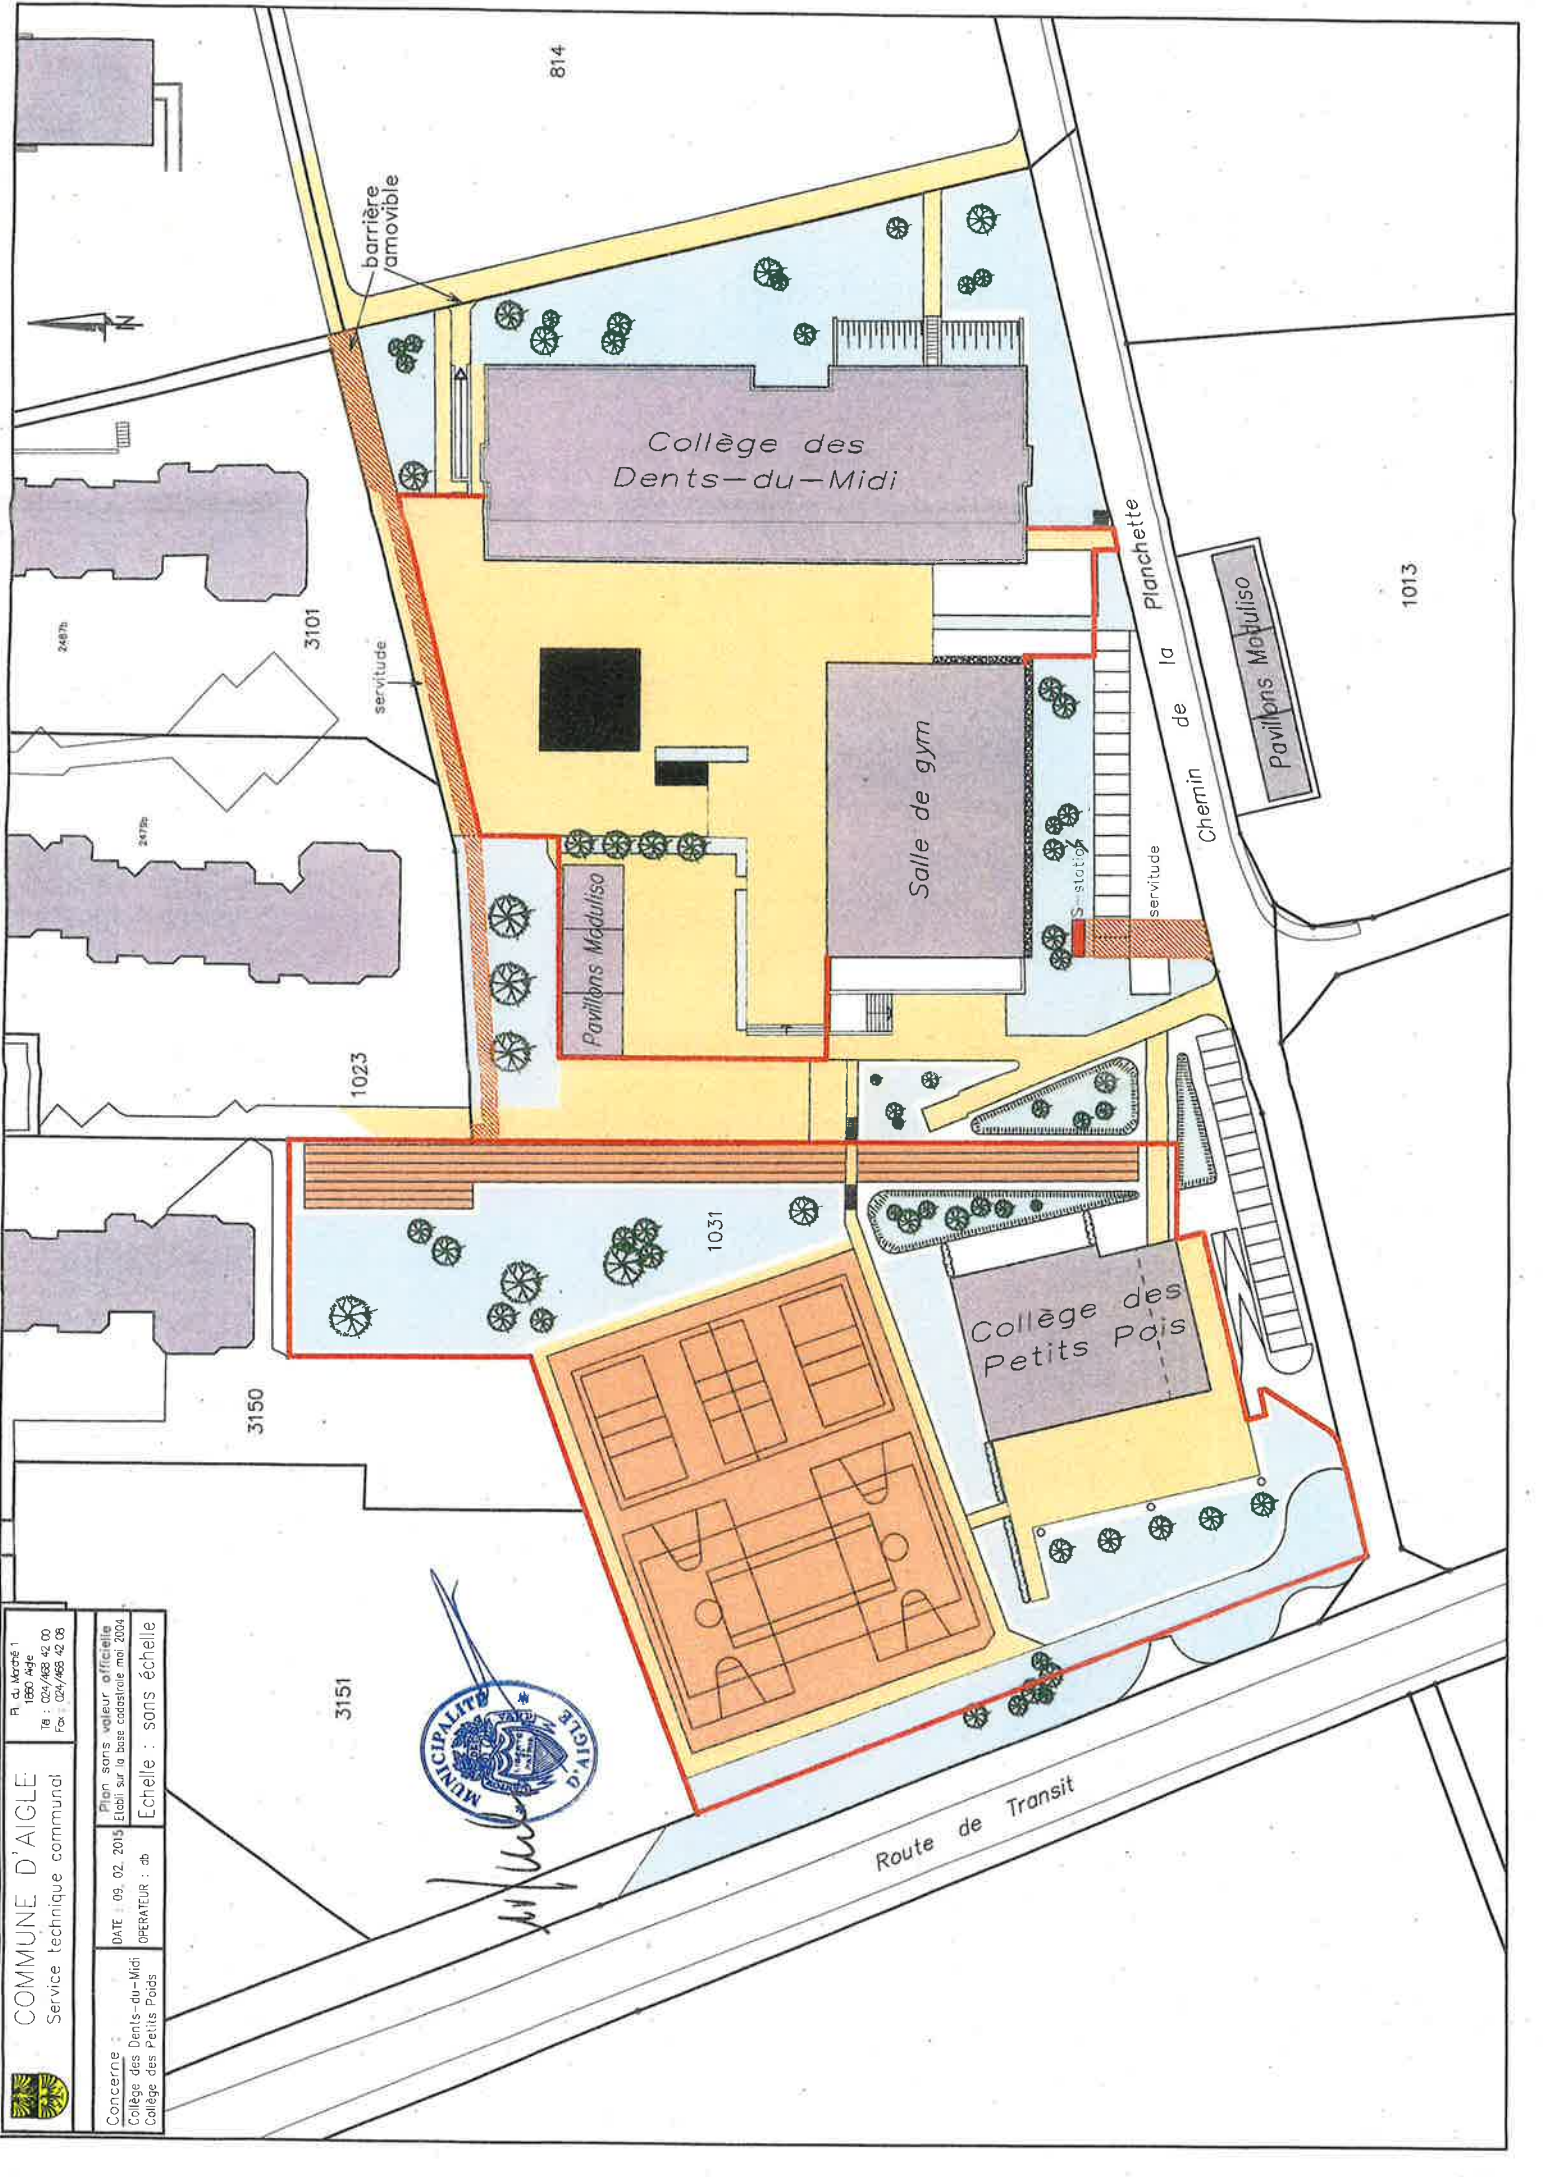 COMMUNE D'AIGLE
Service technique communal
Pl. du Marché 1
1860 Aigle
Tél : 024/468 42 00
Fax : 024/468 42 08
Concerne :
Collège des Dents-du-Midi
Collège des Petits Poids
DATE : 09. 02. 2015
OPERATEUR : db
Plan sans valeur officielle
Etabli sur la base cadastrale mai 2004
Echelle : sans échelle
814
barrière
amovible
N
Collège des
Dents-du-Midi
2487b
3101
servitude
2479b
Planchette
la
de
Chemin
Pavillons Moduliso
1013
Salle de gym
S-station
servitude
Pavillons Moduliso
1023
1031
3150
Collège des
Petits Pois
3151
MUNICIPALITÉ
D'AIGLE
Route de Transit